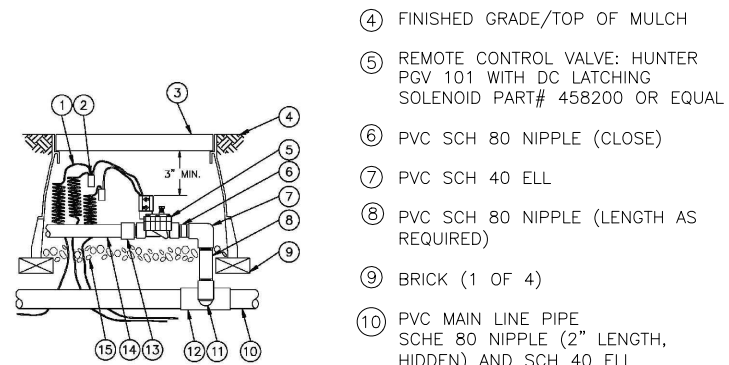 1 2
3
4
5
6
7
8
9
3" MIN.
15 14 13 12 11 10
4 FINISHED GRADE/TOP OF MULCH
5 REMOTE CONTROL VALVE: HUNTER
PGV 101 WITH DC LATCHING
SOLENOID PART# 458200 OR EQUAL
6 PVC SCH 80 NIPPLE (CLOSE)
7 PVC SCH 40 ELL
8 PVC SCH 80 NIPPLE (LENGTH AS
REQUIRED)
9 BRICK (1 OF 4)
10 PVC MAIN LINE PIPE
SCHE 80 NIPPLE (2" LENGTH,
HIDDEN) AND SCH 40 ELL